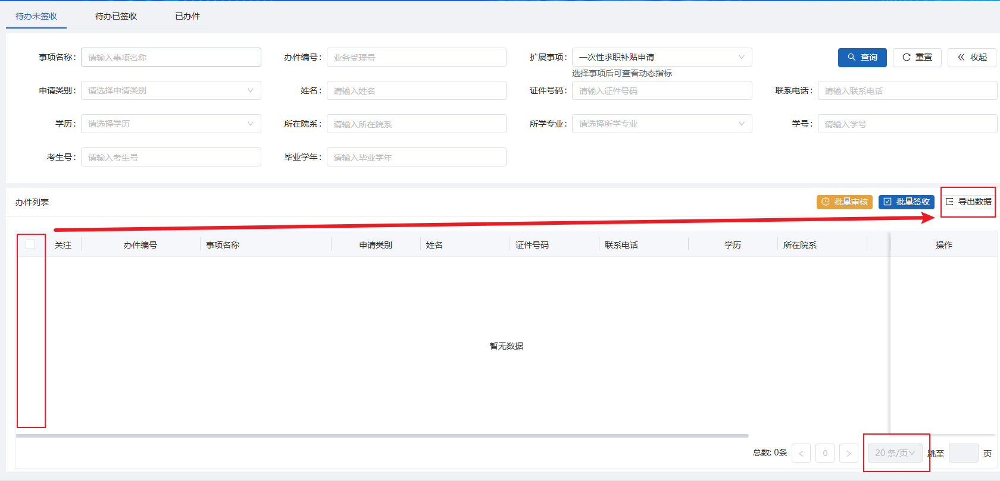 待办未签收 待办已签收 已办件
事项名称: 请输入事项名称 办件编号: 业务受理号 扩展事项: 一次性求职补贴申请 查询 重置 收起
选择事项后可查看动态指标
申请类别: 请选择申请类别 姓名: 请输入姓名 证件号码: 请输入证件号码 联系电话: 请输入联系电话
学历: 请选择学历 所在院系: 请输入所在院系 所学专业: 请选择所学专业 学号: 请输入学号
考生号: 请输入考生号 毕业学年: 请输入毕业学年
办件列表 批量审核 批量签收 导出数据
关注 办件编号 事项名称 申请类别 姓名 证件号码 联系电话 学历 所在院系 操作
暂无数据
总数: 0条 < 0 > 20 条/页 跳至 页